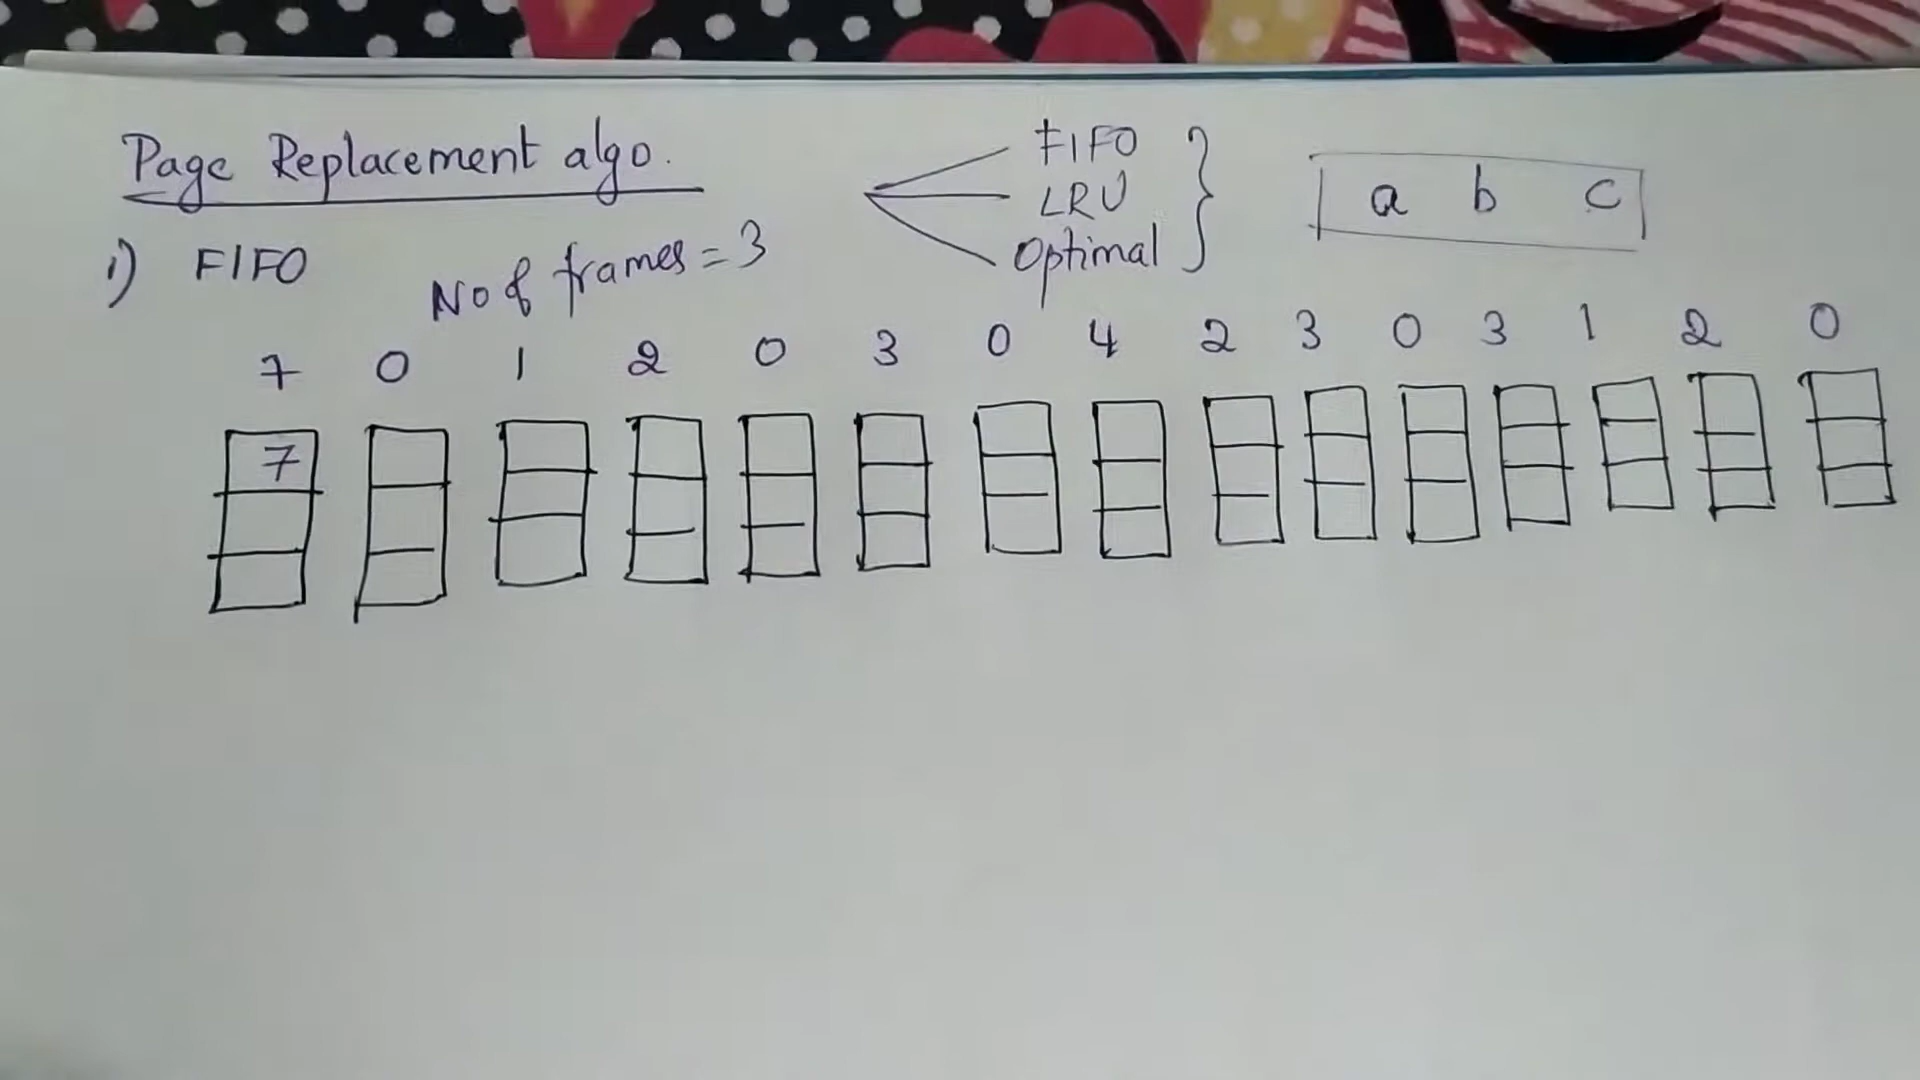 Page Replacement algo.
FIFO
LRU
Optimal
a b c
1) FIFO
No of frames = 3
7 0 1 2 0 3 0 4 2 3 0 3 1 2 0
7